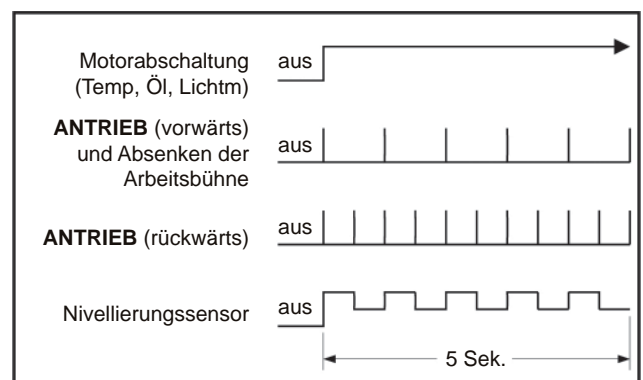 Motorabschaltung
(Temp, Öl, Lichtm)
aus
ANTRIEB (vorwärts)
und Absenken der
Arbeitsbühne
aus
ANTRIEB (rückwärts)
aus
Nivellierungssensor
aus
5 Sek.